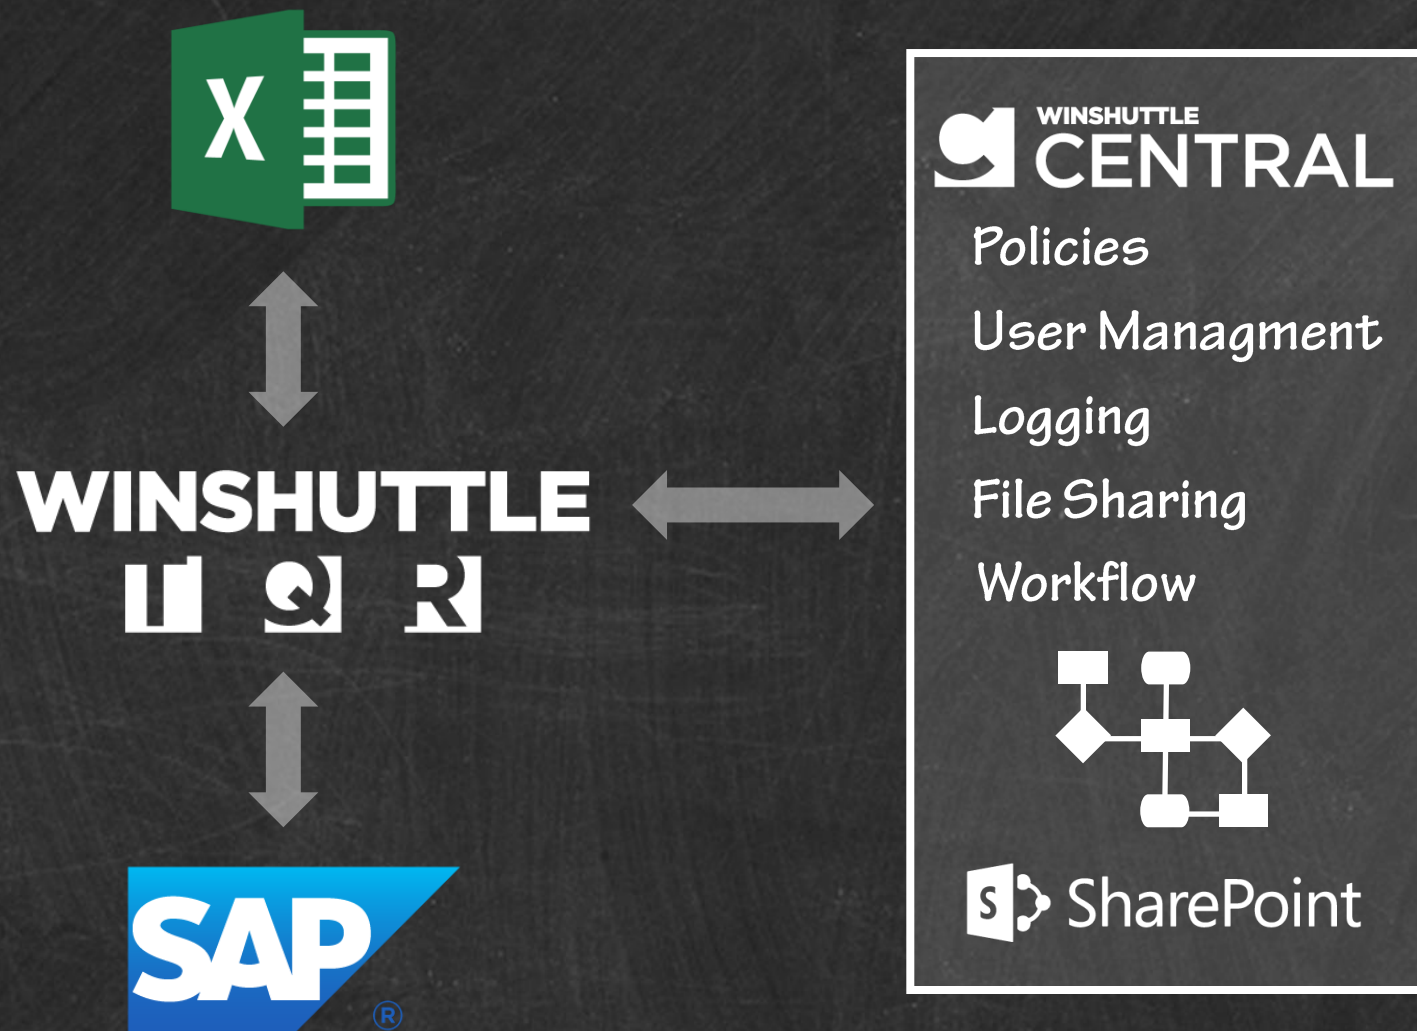 X
WINSHUTTLE
T Q R
SAP
®
WINSHUTTLE
CENTRAL
Policies
User Managment
Logging
File Sharing
Workflow
S SharePoint